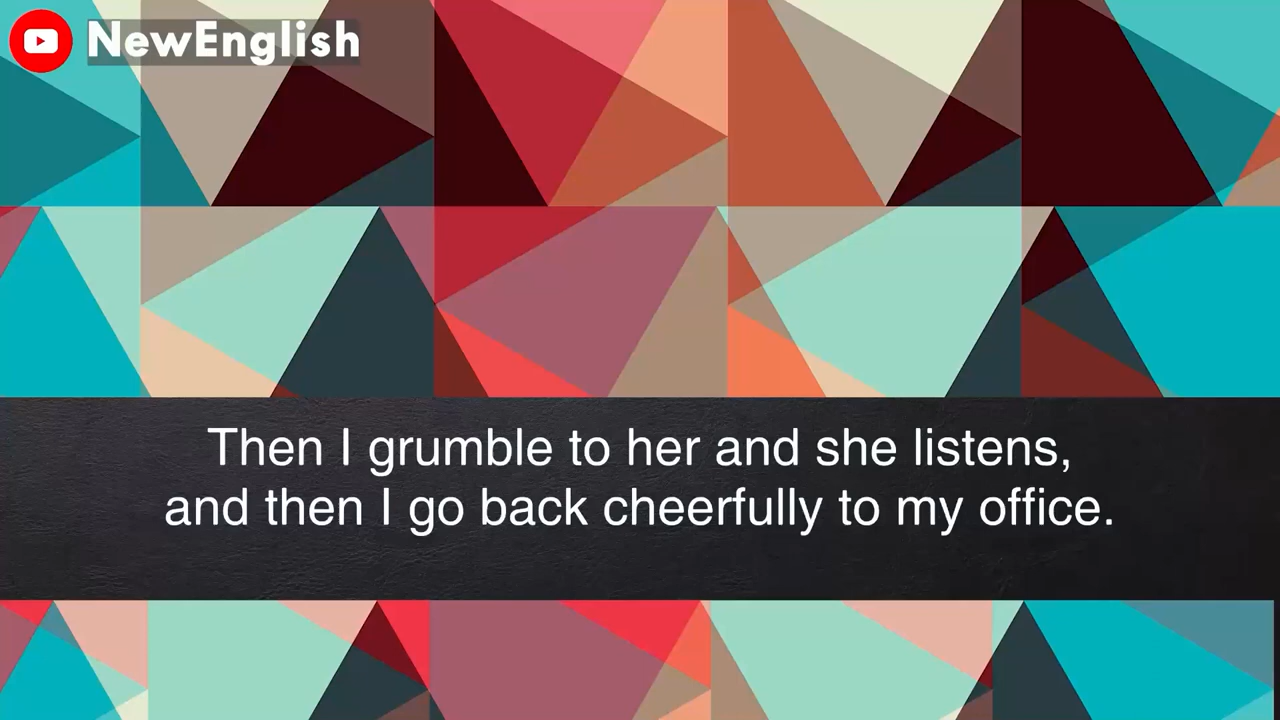 NewEnglish
Then I grumble to her and she listens,
and then I go back cheerfully to my office.